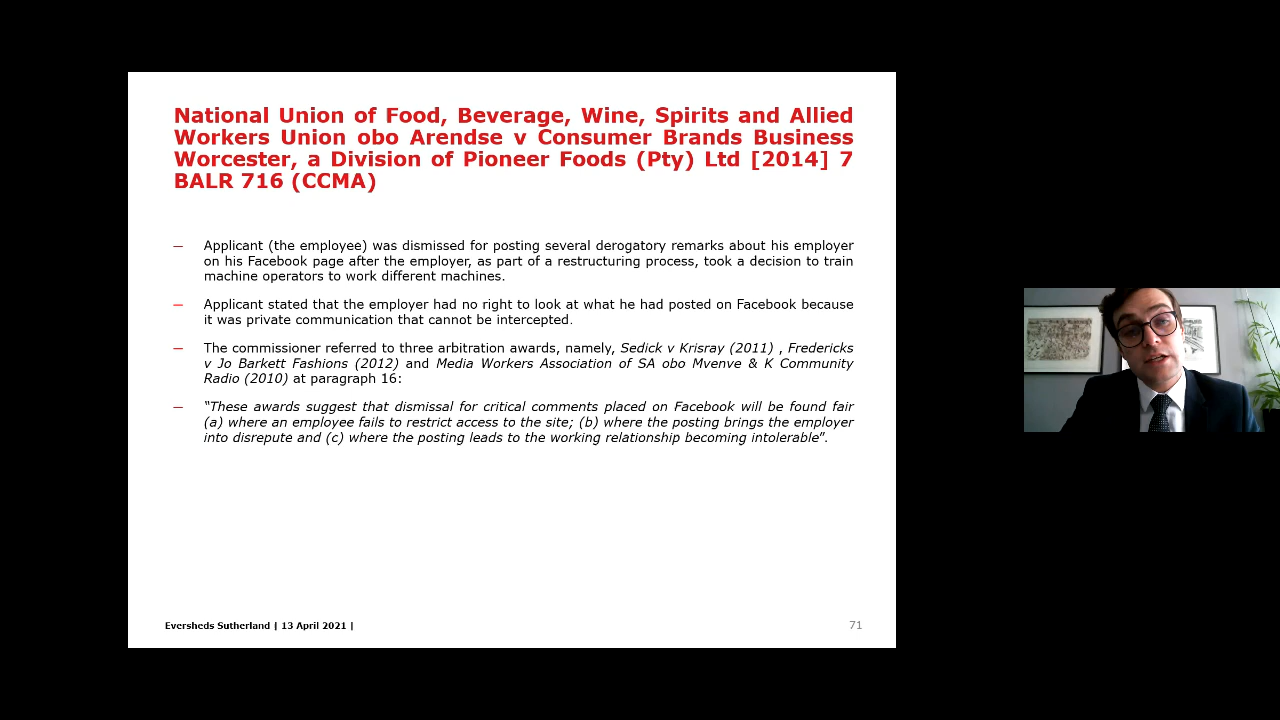 National Union of Food, Beverage, Wine, Spirits and Allied
Workers Union obo Arendse v Consumer Brands Business
Worcester, a Division of Pioneer Foods (Pty) Ltd [2014] 7
BALR 716 (CCMA)
— Applicant (the employee) was dismissed for posting several derogatory remarks about his employer
on his Facebook page after the employer, as part of a restructuring process, took a decision to train
machine operators to work different machines.
— Applicant stated that the employer had no right to look at what he had posted on Facebook because
it was private communication that cannot be intercepted.
— The commissioner referred to three arbitration awards, namely, Sedick v Krisray (2011) , Fredericks
v Jo Barkett Fashions (2012) and Media Workers Association of SA obo Mvenve & K Community
Radio (2010) at paragraph 16:
— “These awards suggest that dismissal for critical comments placed on Facebook will be found fair
(a) where an employee fails to restrict access to the site; (b) where the posting brings the employer
into disrepute and (c) where the posting leads to the working relationship becoming intolerable”.
Eversheds Sutherland | 13 April 2021 |
71